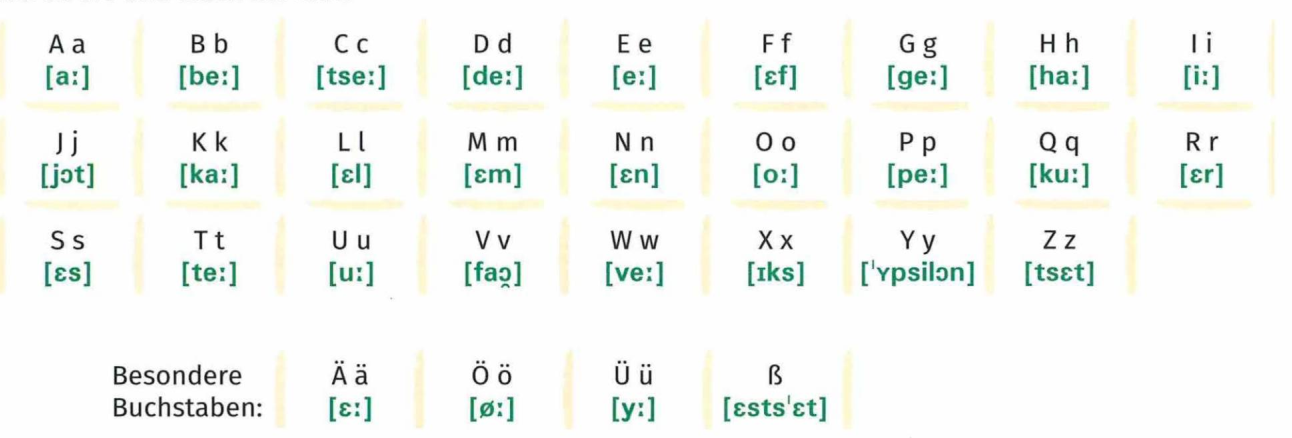 A a B b C c D d E e F f G g H h I i
[aː] [beː] [tseː] [deː] [eː] [ɛf] [geː] [haː] [iː]
J j K k L l M m N n O o P p Q q R r
[jɔt] [kaː] [ɛl] [ɛm] [ɛn] [oː] [peː] [kuː] [ɛr]
S s T t U u V v W w X x Y y Z z
[ɛs] [teː] [uː] [faɔ̯] [veː] [ɪks] [ˈʏpsilɔn] [tsɛt]
Besondere Ä ä Ö ö Ü ü ß
Buchstaben: [ɛː] [øː] [yː] [ɛstsˈɛt]